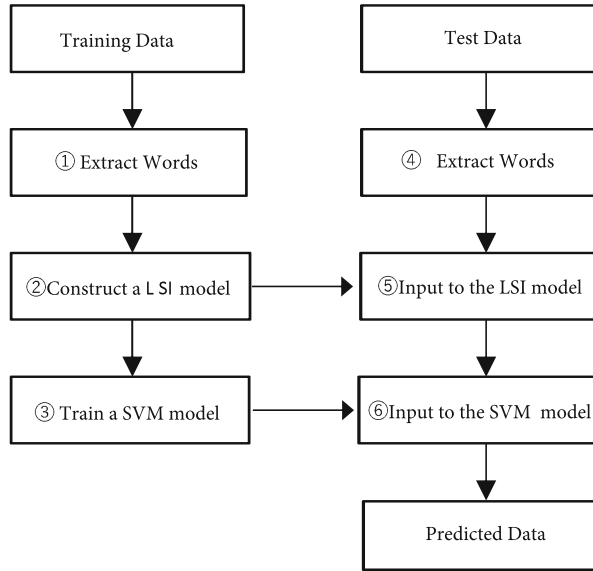 Training Data
Test Data
① Extract Words
④ Extract Words
②Construct a LSI model
⑤Input to the LSI model
③ Train a SVM model
⑥Input to the SVM model
Predicted Data